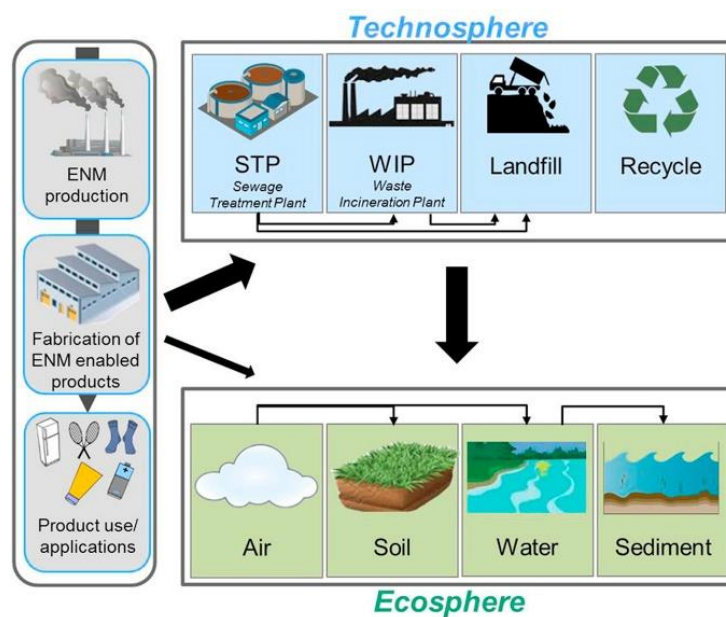 Technosphere
ENM
production
Fabrication of
ENM enabled
products
Product use/
applications
STP
Sewage
Treatment Plant
WIP
Waste
Incineration Plant
Landfill
Recycle
Air
Soil
Water
Sediment
Ecosphere